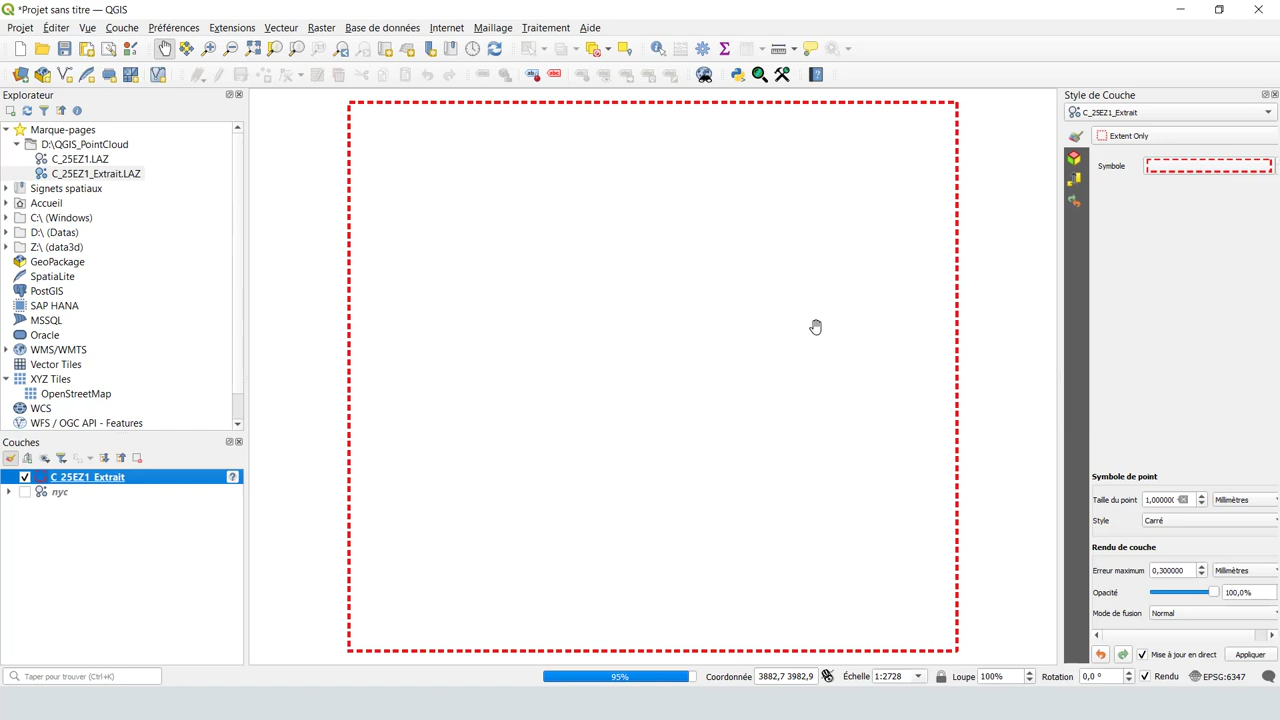 *Projet sans titre — QGIS
Projet Éditer Vue Couche Préférences Extensions Vecteur Raster Base de données Internet Maillage Traitement Aide
Explorateur
Marque-pages
D:\QGIS_PointCloud
C_25EZ1.LAZ
C_25EZ1_Extrait.LAZ
Signets spatiaux
Accueil
C:\ (Windows)
D:\ (Datas)
Z:\ (data3d)
GeoPackage
SpatiaLite
PostGIS
SAP HANA
MSSQL
Oracle
WMS/WMTS
Vector Tiles
XYZ Tiles
OpenStreetMap
WCS
WFS / OGC API - Features
Couches
C_25EZ1_Extrait
nyc
Style de Couche
C_25EZ1_Extrait
Extent Only
Symbole
Symbole de point
Taille du point 1,00000( Millimètres
Style Carré
Rendu de couche
Erreur maximum 0,300000 Millimètres
Opacité 100,0%
Mode de fusion Normal
Mise à jour en direct Appliquer
Taper pour trouver (Ctrl+K) 95% Coordonnée 3882,7 3982,9 Échelle 1:2728 Loupe 100% Rotation 0,0 ° Rendu EPSG:6347